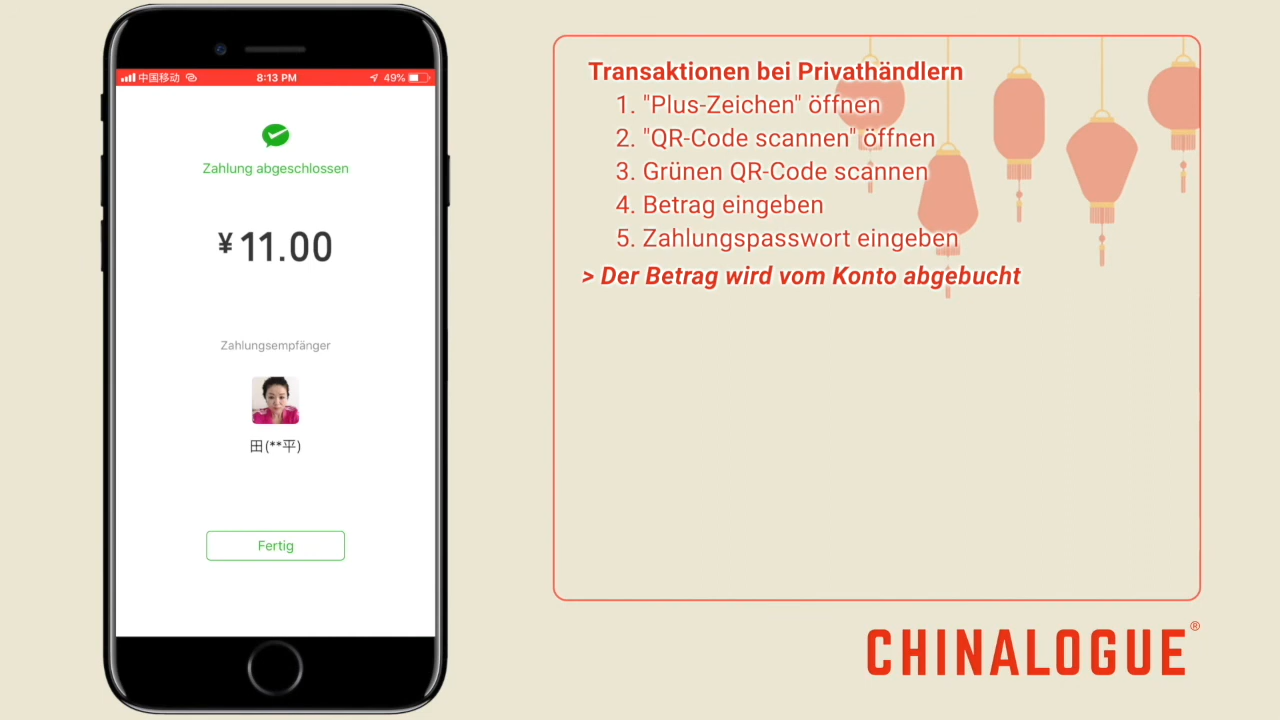 中国移动
8:13 PM
49%
Zahlung abgeschlossen
¥11.00
Zahlungsempfänger
田(**平)
Fertig
Transaktionen bei Privathändlern
1. "Plus-Zeichen" öffnen
2. "QR-Code scannen" öffnen
3. Grünen QR-Code scannen
4. Betrag eingeben
5. Zahlungspasswort eingeben
> Der Betrag wird vom Konto abgebucht
CHINALOGUE®